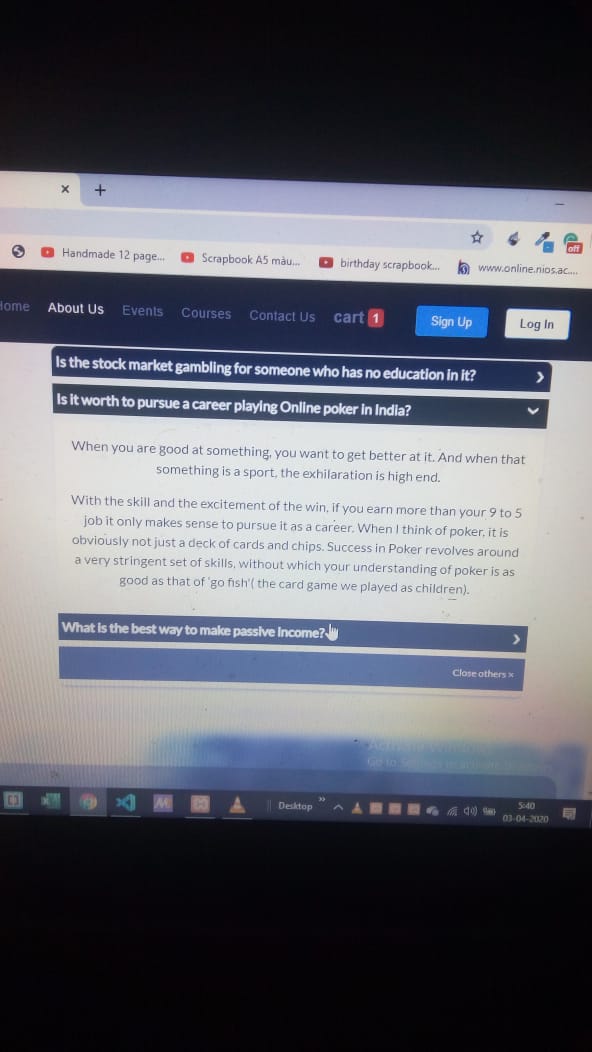 Handmade 12 page...
Scrapbook A5 màu...
birthday scrapbook...
www.online.nios.ac....
off
About Us
Events
Courses
Contact Us
cart 1
Sign Up
Log In
Is the stock market gambling for someone who has no education in it?
Is it worth to pursue a career playing Online poker in India?
When you are good at something, you want to get better at it. And when that
something is a sport, the exhilaration is high end.
With the skill and the excitement of the win, if you earn more than your 9 to 5
job it only makes sense to pursue it as a career. When I think of poker, it is
obviously not just a deck of cards and chips. Success in Poker revolves around
a very stringent set of skills, without which your understanding of poker is as
good as that of 'go fish'( the card game we played as children).
What is the best way to make passive Income?
Close others ×
Activate Windows
Go to Settings to activate
Desktop
5:40
03-04-2020